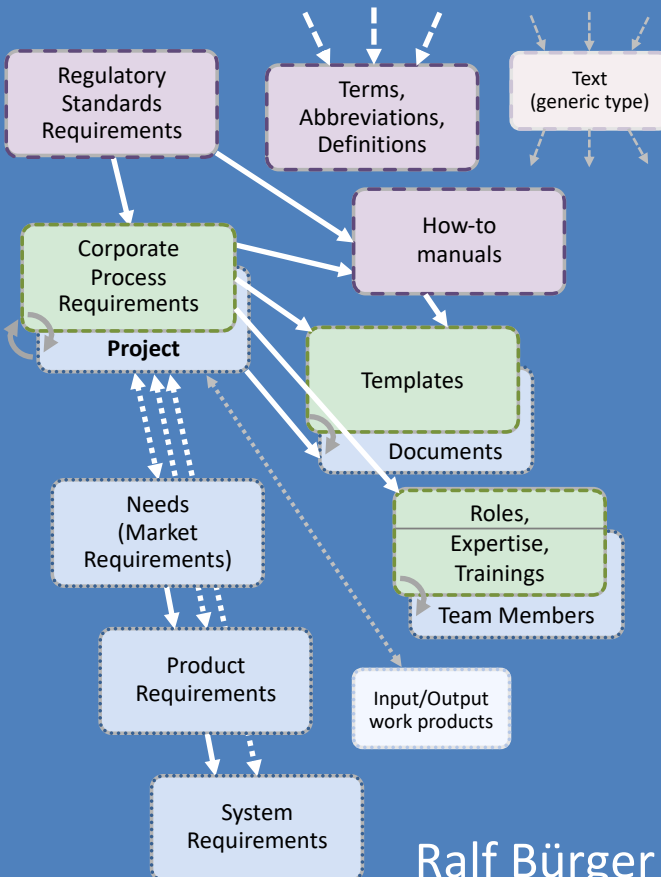 Regulatory
Standards
Requirements
Terms,
Abbreviations,
Definitions
Text
(generic type)
How-to
manuals
Corporate
Process
Requirements
Project
Templates
Documents
Needs
(Market
Requirements)
Roles,
Expertise,
Trainings
Team Members
Product
Requirements
Input/Output
work products
System
Requirements
Ralf Bürger